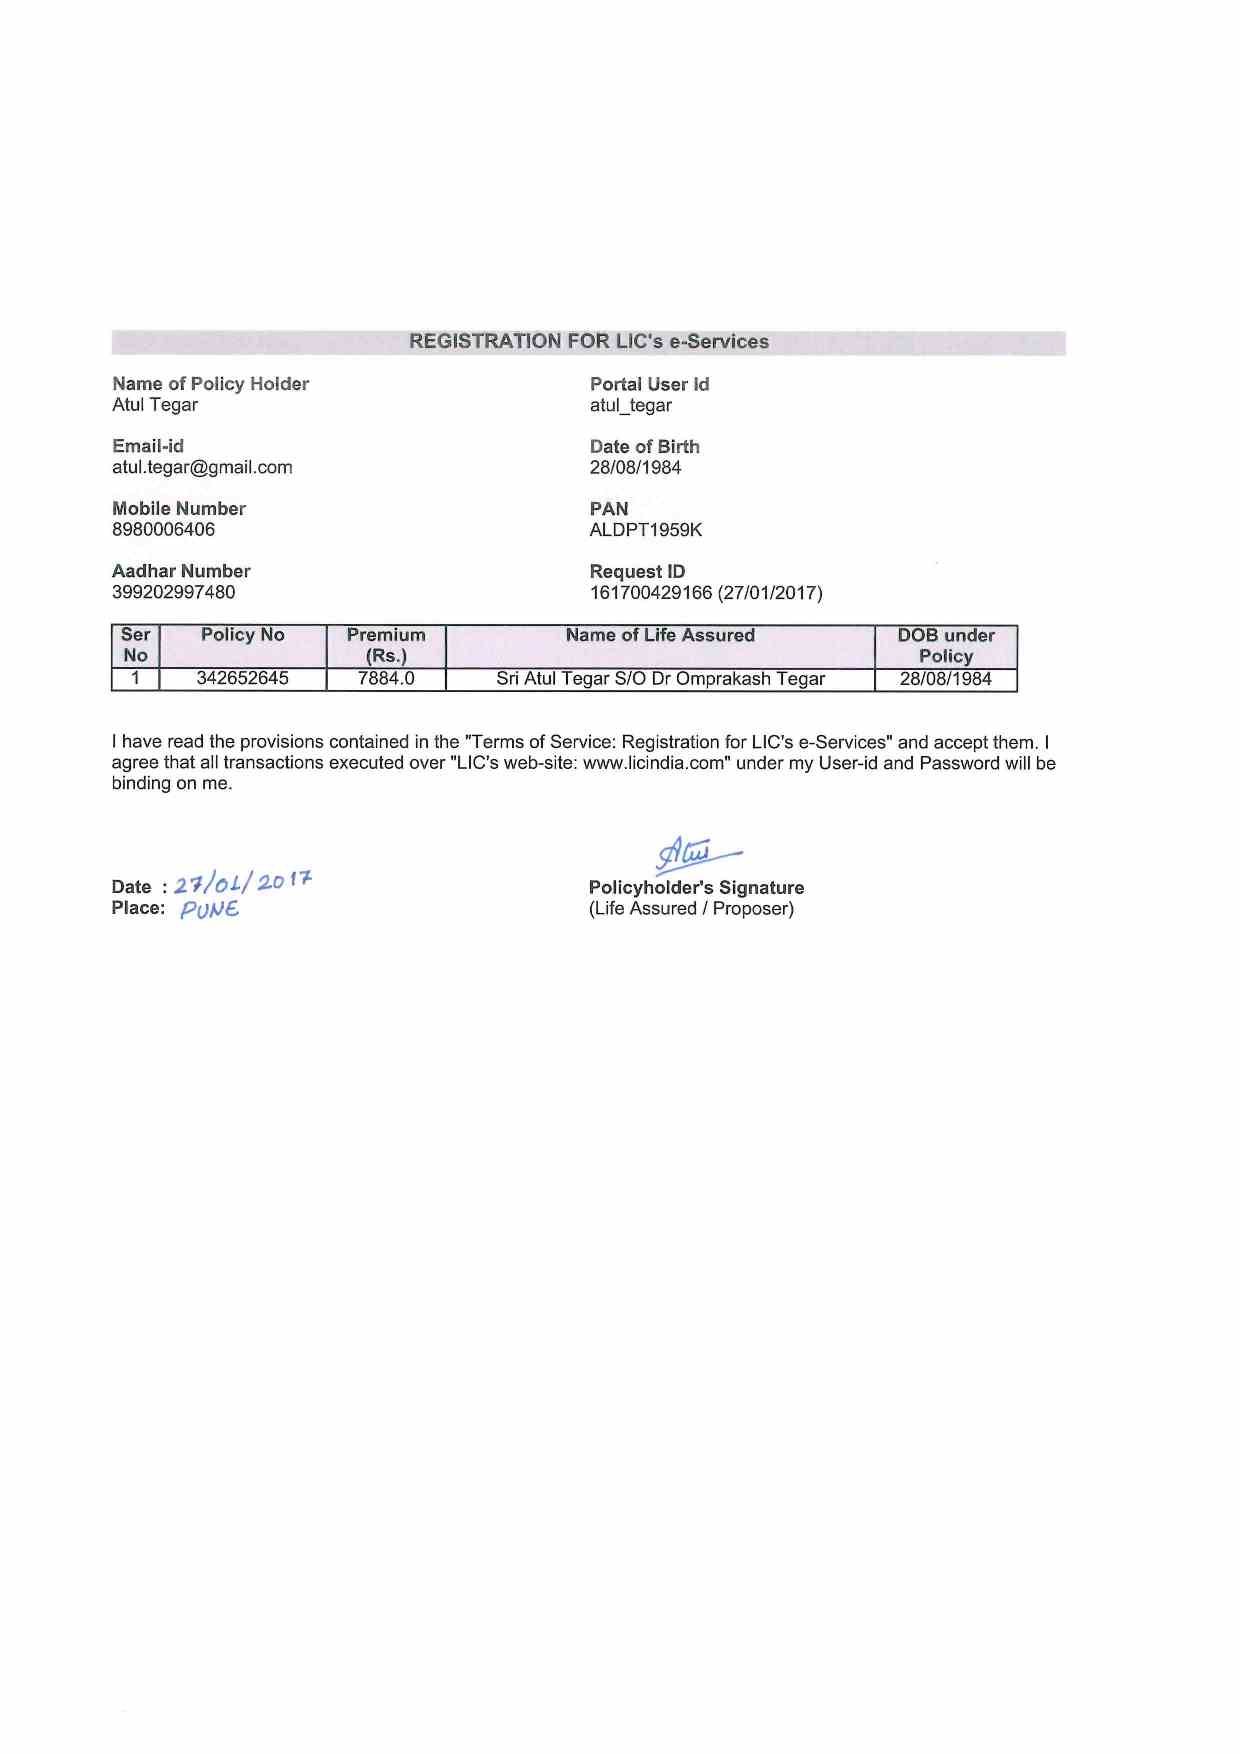 REGISTRATION FOR LIC's e-Services
Name of Policy Holder Portal User Id
Atul Tegar atul_tegar
Email-id Date of Birth
atul.tegar@gmail.com 28/08/1984
Mobile Number PAN
8980006406 ALDPT1959K
Aadhar Number Request ID
399202997480 161700429166 (27/01/2017)
Ser No Policy No Premium (Rs.) Name of Life Assured DOB under Policy
1 342652645 7884.0 Sri Atul Tegar S/O Dr Omprakash Tegar 28/08/1984
I have read the provisions contained in the "Terms of Service: Registration for LIC's e-Services" and accept them. I
agree that all transactions executed over "LIC's web-site: www.licindia.com" under my User-id and Password will be
binding on me.
Atul
Date : 27/01/2017 Policyholder's Signature
Place: PUNE (Life Assured / Proposer)